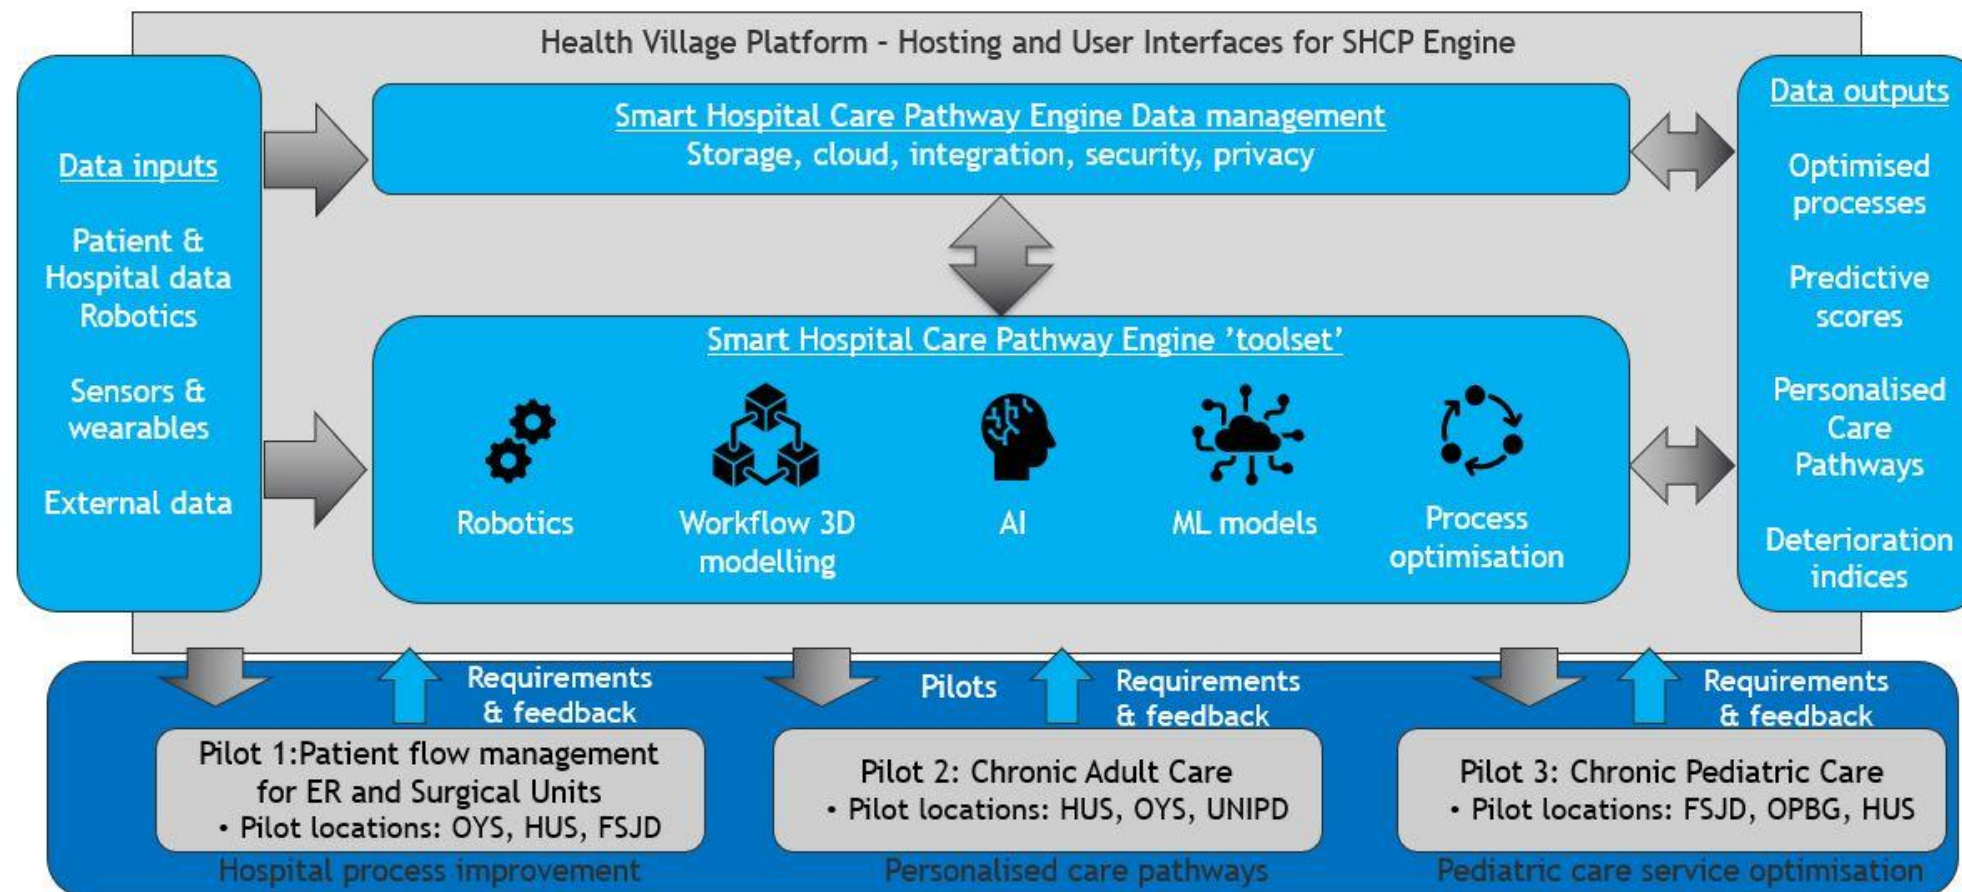 Health Village Platform – Hosting and User Interfaces for SHCP Engine
Data inputs
Patient &
Hospital data
Robotics
Sensors &
wearables
External data
Smart Hospital Care Pathway Engine Data management
Storage, cloud, integration, security, privacy
Smart Hospital Care Pathway Engine ’toolset’
Robotics
Workflow 3D
modelling
AI
ML models
Process
optimisation
Data outputs
Optimised
processes
Predictive
scores
Personalised
Care
Pathways
Deterioration
indices
Requirements
& feedback
Pilots
Requirements
& feedback
Requirements
& feedback
Pilot 1:Patient flow management
for ER and Surgical Units
• Pilot locations: OYS, HUS, FSJD
Hospital process improvement
Pilot 2: Chronic Adult Care
• Pilot locations: HUS, OYS, UNIPD
Personalised care pathways
Pilot 3: Chronic Pediatric Care
• Pilot locations: FSJD, OPBG, HUS
Pediatric care service optimisation